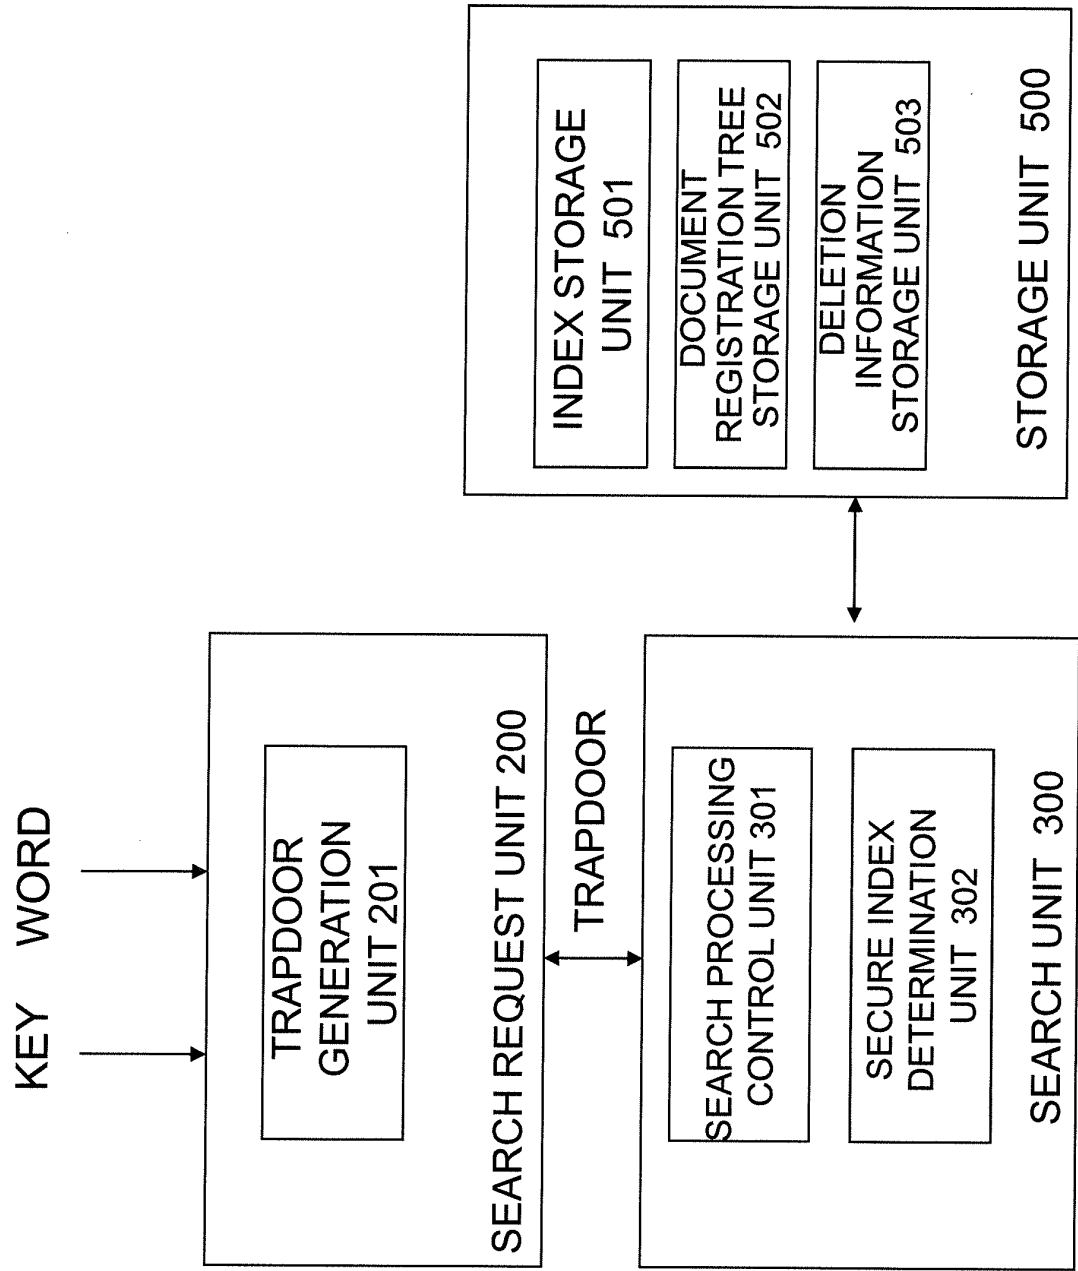 KEY
WORD
TRAPDOOR
GENERATION
UNIT 201
SEARCH REQUEST UNIT 200
TRAPDOOR
SEARCH PROCESSING
CONTROL UNIT 301
SECURE INDEX
DETERMINATION
UNIT 302
SEARCH UNIT 300
INDEX STORAGE
UNIT 501
DOCUMENT
REGISTRATION TREE
STORAGE UNIT 502
DELETION
INFORMATION
STORAGE UNIT 503
STORAGE UNIT 500